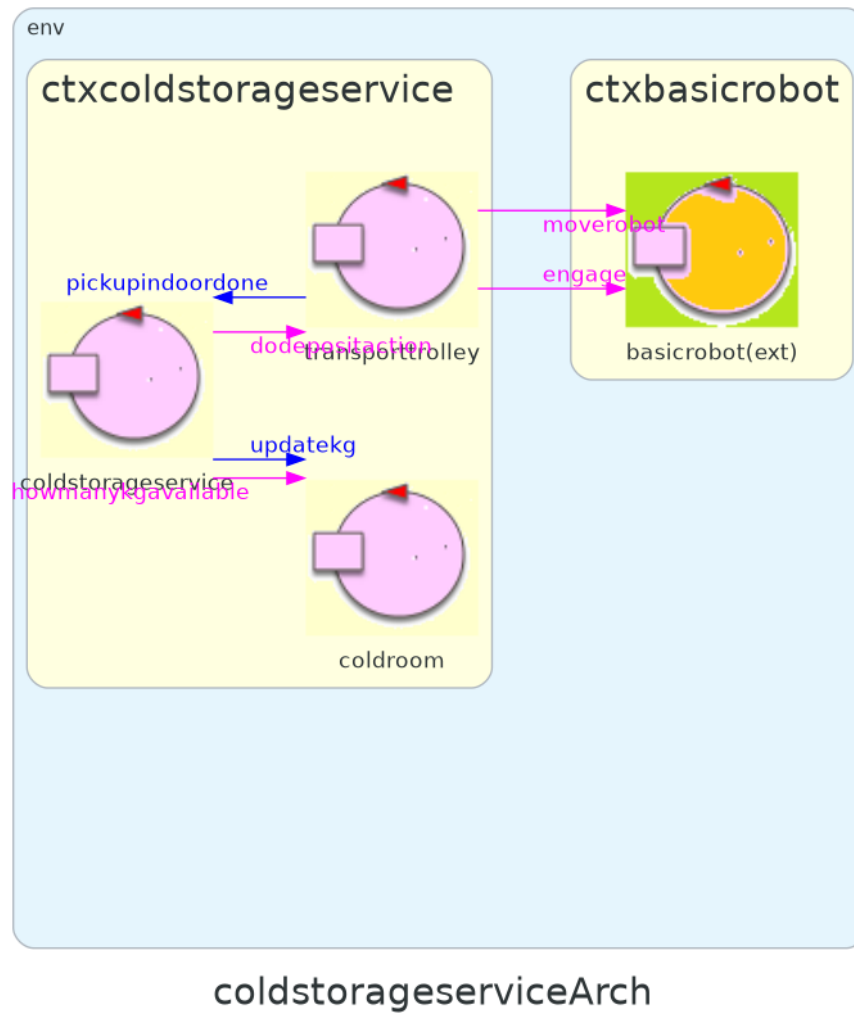 env
ctxcoldstorageservice
ctxbasicrobot
moverobot
engage
pickupindoordone
dodepositaction
transporttrolley
basicrobot(ext)
updatekg
coldstorageservice
howmanykgavailable
coldroom
coldstorageserviceArch